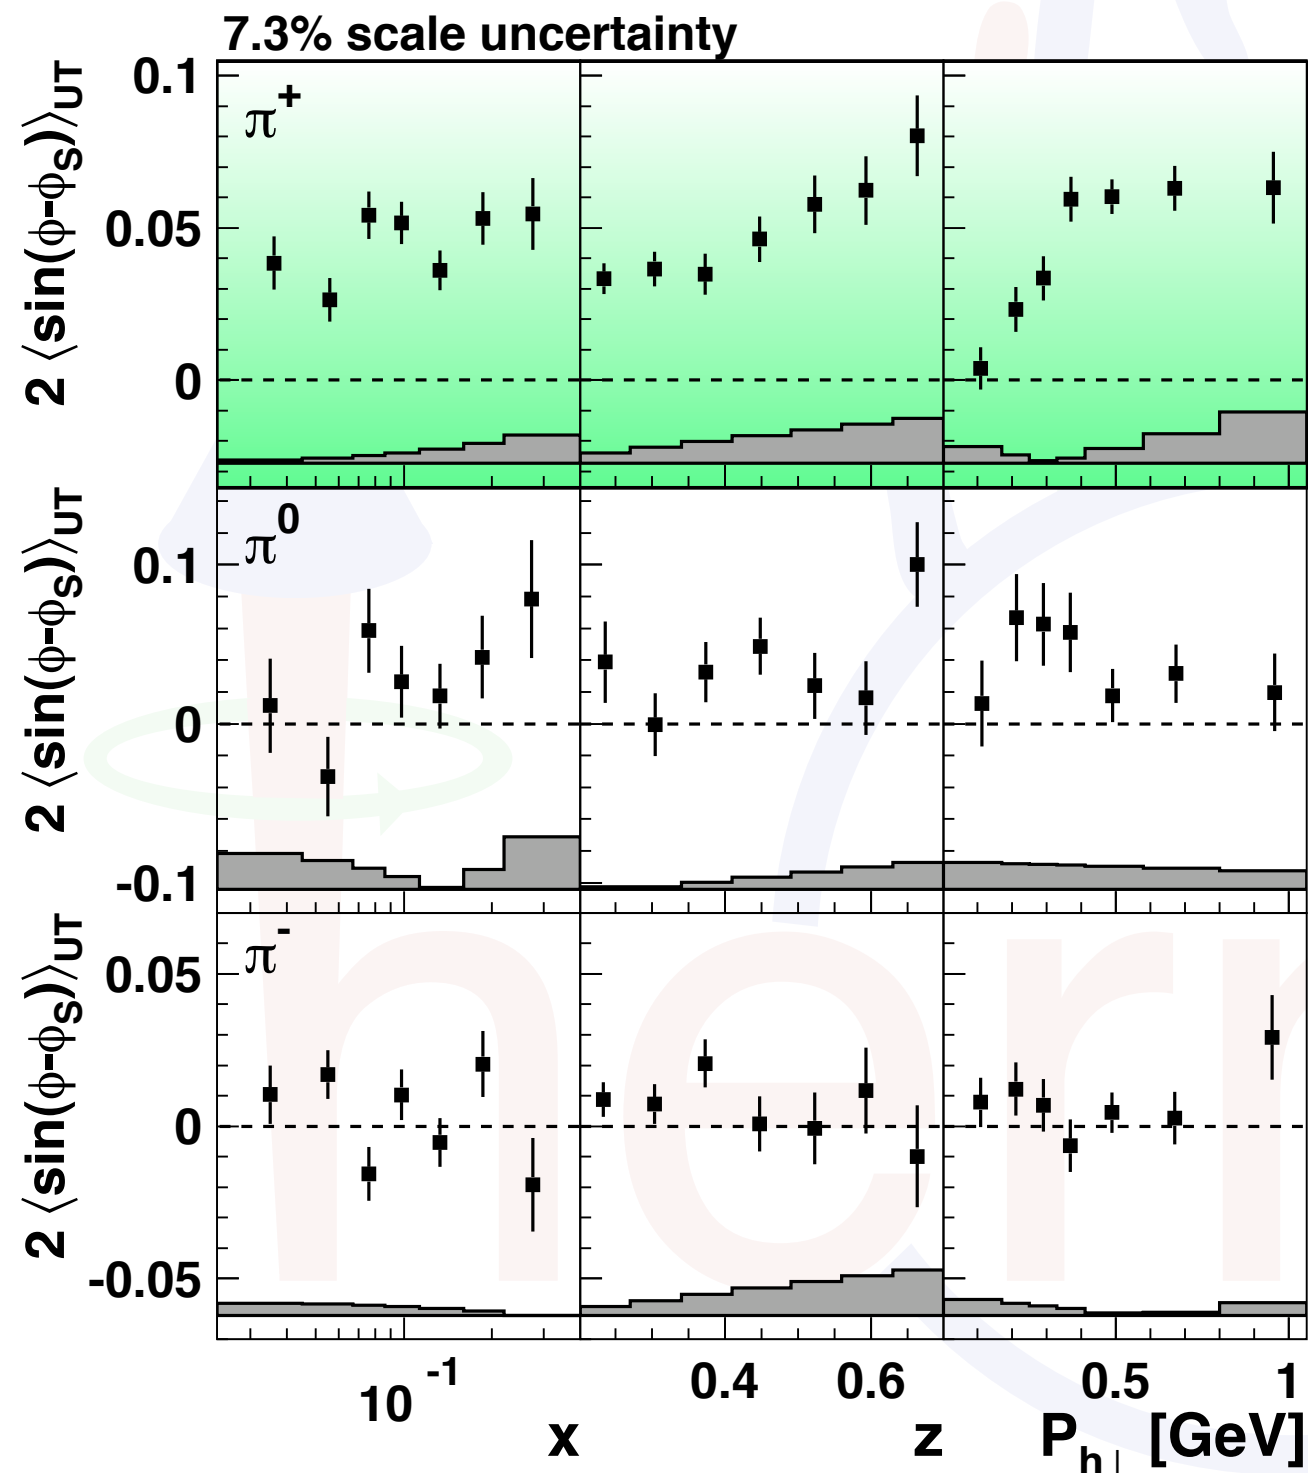 7.3% scale uncertainty
2 ⟨sin(ϕ-ϕS)⟩UT
0.1
0.05
0
π+
2 ⟨sin(ϕ-ϕS)⟩UT
0.1
0
-0.1
π0
2 ⟨sin(ϕ-ϕS)⟩UT
0.05
0
-0.05
π-
10-1
0.4 0.6
0.5 1
x
z
Ph⊥ [GeV]
herm